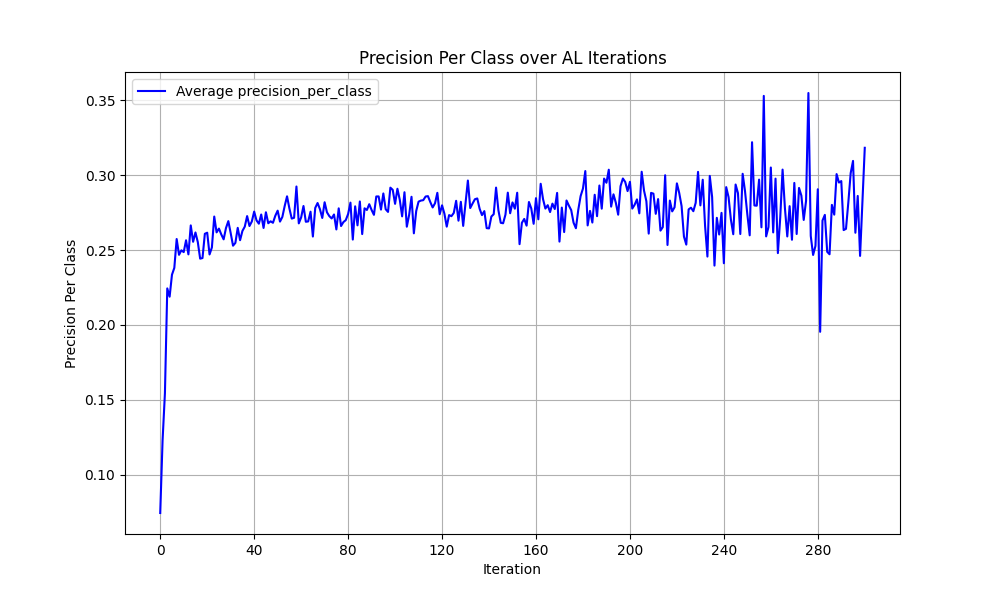 Precision Per Class over AL Iterations
Average precision_per_class
Precision Per Class
0.35
0.30
0.25
0.20
0.15
0.10
0 40 80 120 160 200 240 280
Iteration